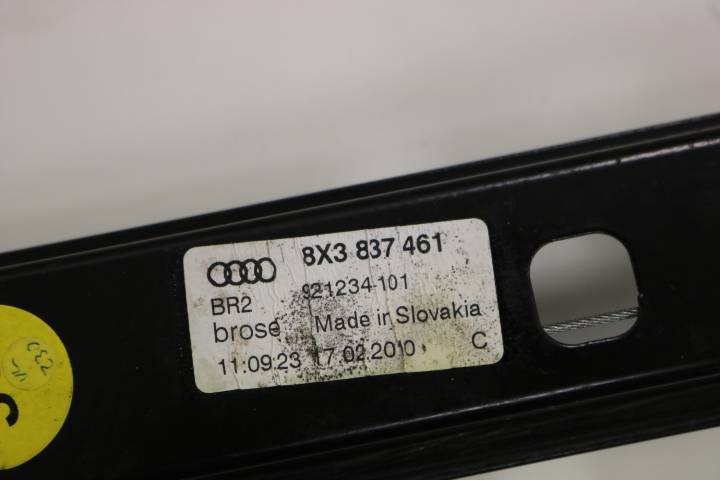 8X3 837 461
BR2 921234-101
brose Made in Slovakia
11:09:23 17.02.2010 C
C